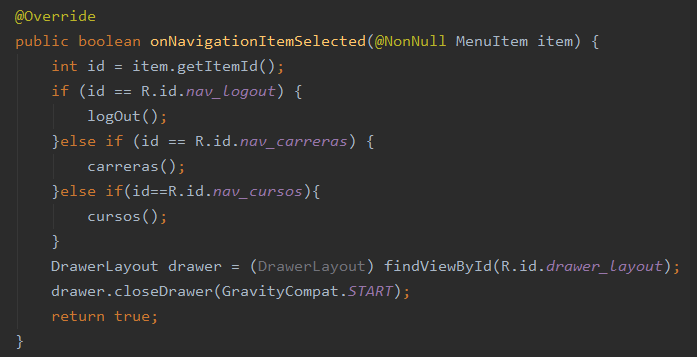 @Override
public boolean onNavigationItemSelected(@NonNull MenuItem item) {
    int id = item.getItemId();
    if (id == R.id.nav_logout) {
        logOut();
    }else if (id == R.id.nav_carreras) {
        carreras();
    }else if(id==R.id.nav_cursos){
        cursos();
    }
    DrawerLayout drawer = (DrawerLayout) findViewById(R.id.drawer_layout);
    drawer.closeDrawer(GravityCompat.START);
    return true;
}